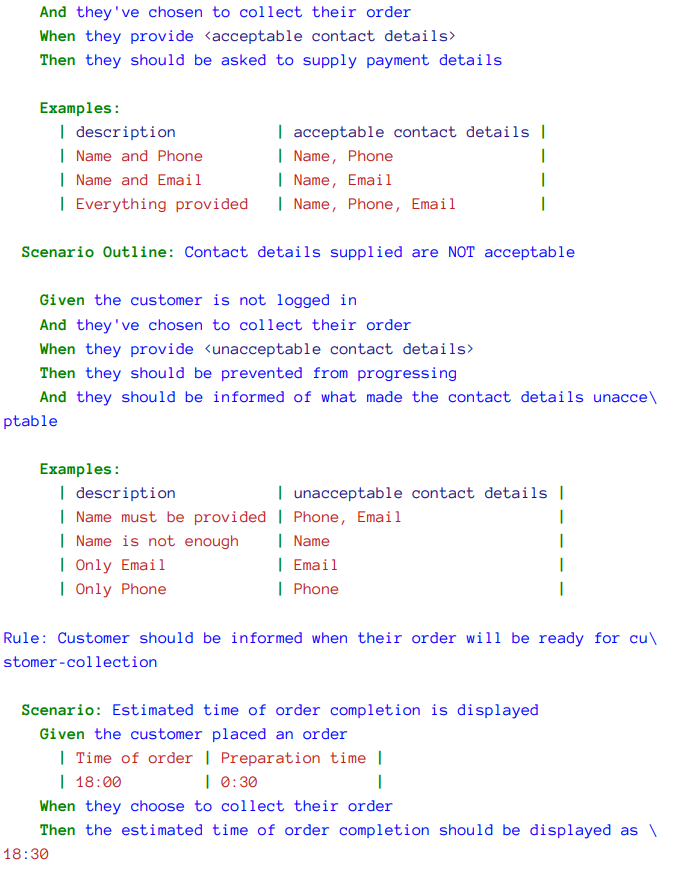 And they've chosen to collect their order
When they provide <acceptable contact details>
Then they should be asked to supply payment details
Examples:
| description | acceptable contact details |
| Name and Phone | Name, Phone |
| Name and Email | Name, Email |
| Everything provided | Name, Phone, Email |
Scenario Outline: Contact details supplied are NOT acceptable
Given the customer is not logged in
And they've chosen to collect their order
When they provide <unacceptable contact details>
Then they should be prevented from progressing
And they should be informed of what made the contact details unacce\
ptable
Examples:
| description | unacceptable contact details |
| Name must be provided | Phone, Email |
| Name is not enough | Name |
| Only Email | Email |
| Only Phone | Phone |
Rule: Customer should be informed when their order will be ready for cu\
stomer-collection
Scenario: Estimated time of order completion is displayed
Given the customer placed an order
| Time of order | Preparation time |
| 18:00 | 0:30 |
When they choose to collect their order
Then the estimated time of order completion should be displayed as \
18:30